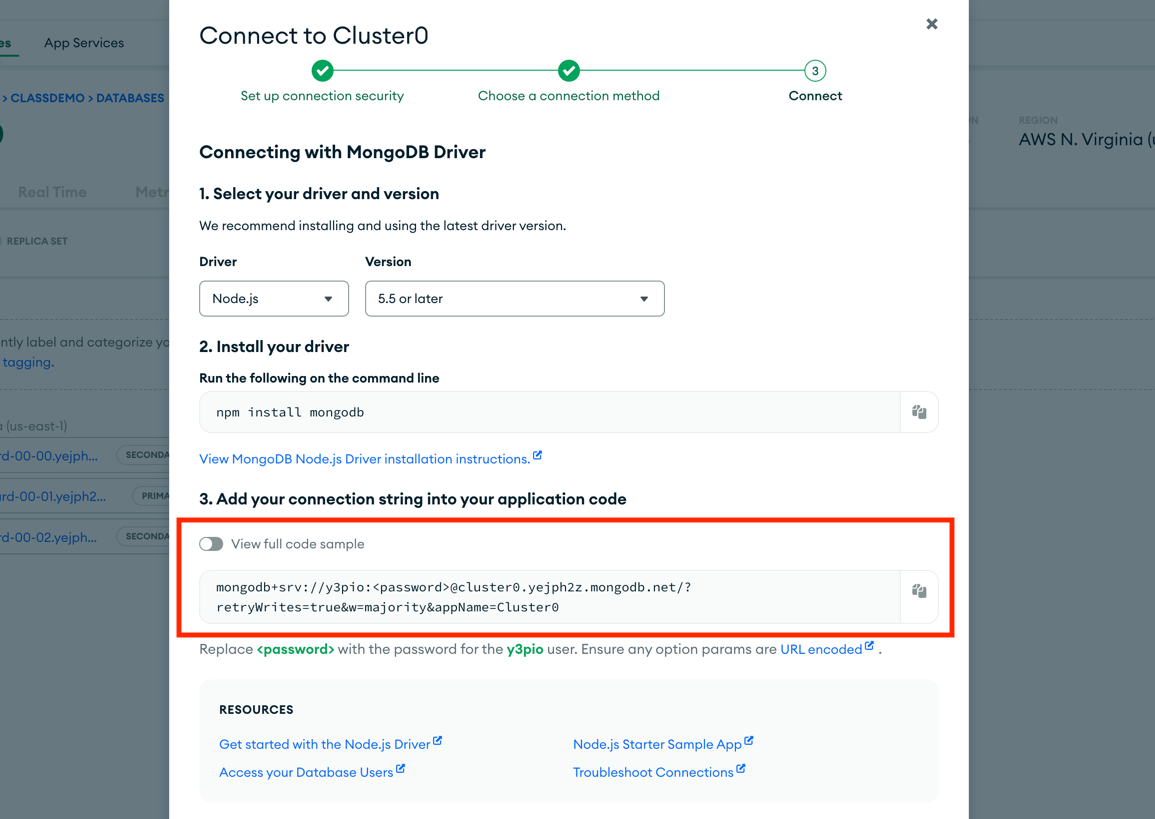 Connect to Cluster0
es App Services
Set up connection security Choose a connection method 3 Connect
> CLASSDEMO > DATABASES
REGION
AWS N. Virginia (u
Connecting with MongoDB Driver
Real Time Metr
1. Select your driver and version
We recommend installing and using the latest driver version.
REPLICA SET
Driver Version
Node.js 5.5 or later
2. Install your driver
ntly label and categorize yo
tagging.
Run the following on the command line
npm install mongodb
a (us-east-1)
rd-00-00.yejph... SECONDA
View MongoDB Node.js Driver installation instructions.
ard-00-01.yejph2... PRIMA
3. Add your connection string into your application code
rd-00-02.yejph... SECONDA
View full code sample
mongodb+srv://y3pio:<password>@cluster0.yejph2z.mongodb.net/?
retryWrites=true&w=majority&appName=Cluster0
Replace <password> with the password for the y3pio user. Ensure any option params are URL encoded .
RESOURCES
Get started with the Node.js Driver Node.js Starter Sample App
Access your Database Users Troubleshoot Connections